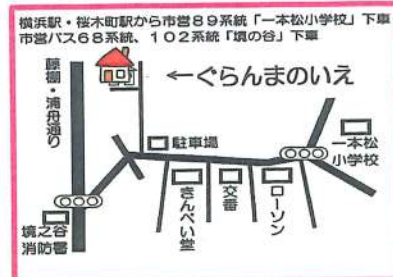 横浜駅・桜木町駅から市営８９系統「一本松小学校」下車
市営バス６８系統、１０２系統「境の谷」下車
藤棚・浦舟通り
←ぐらんまのいえ
駐車場
一本松
小学校
境之谷
消防署
きんぺい堂
交番
ローソン